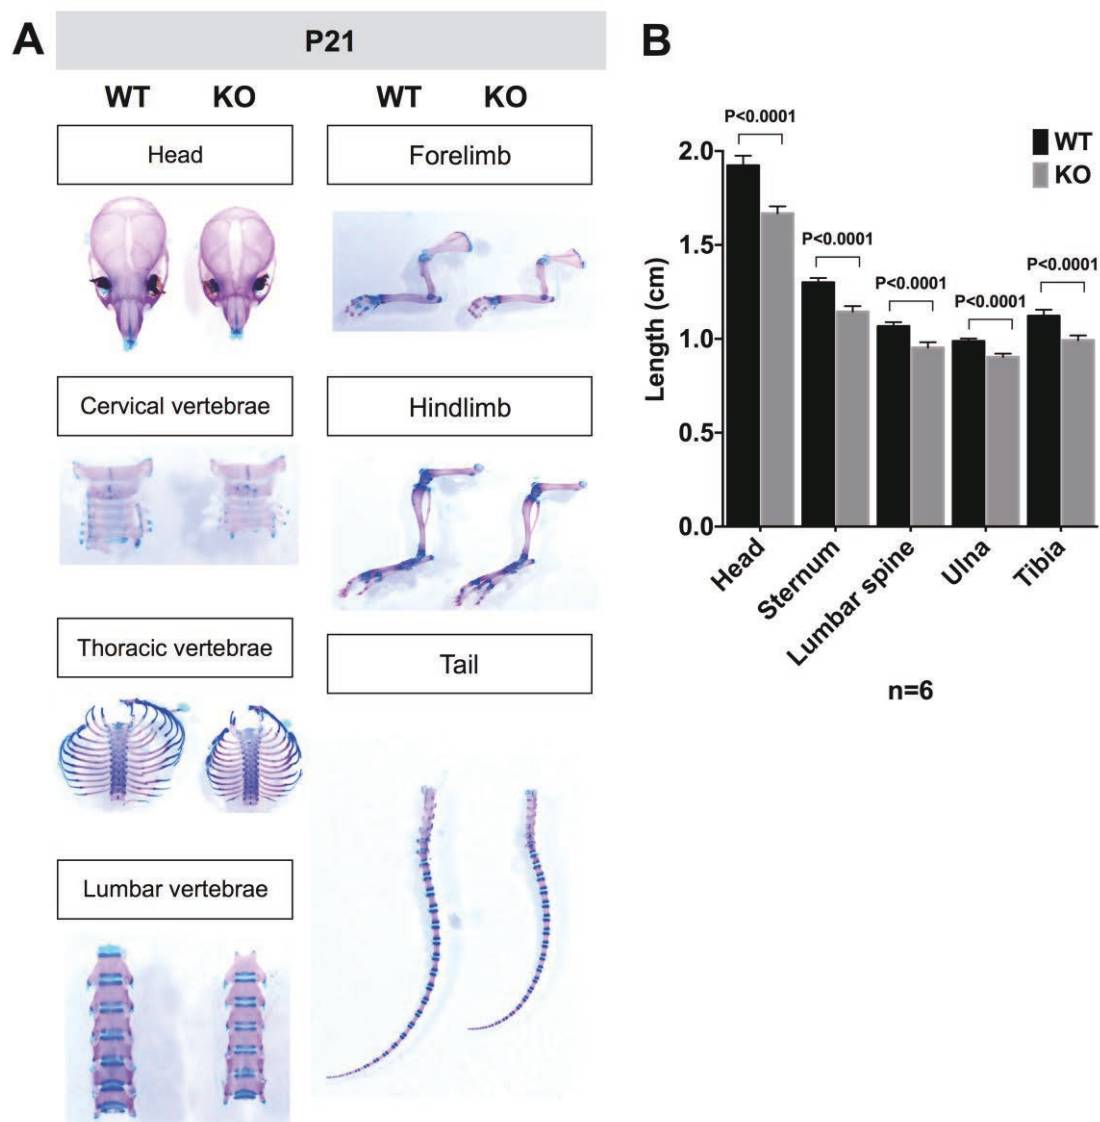 A
P21
WT KO WT KO
Head
Forelimb
Cervical vertebrae
Hindlimb
Thoracic vertebrae
Tail
Lumbar vertebrae
B
P<0.0001
P<0.0001
P<0.0001
P<0.0001
P<0.0001
WT
KO
Length (cm)
2.0
1.5
1.0
0.5
0.0
Head
Sternum
Lumbar spine
Ulna
Tibia
n=6